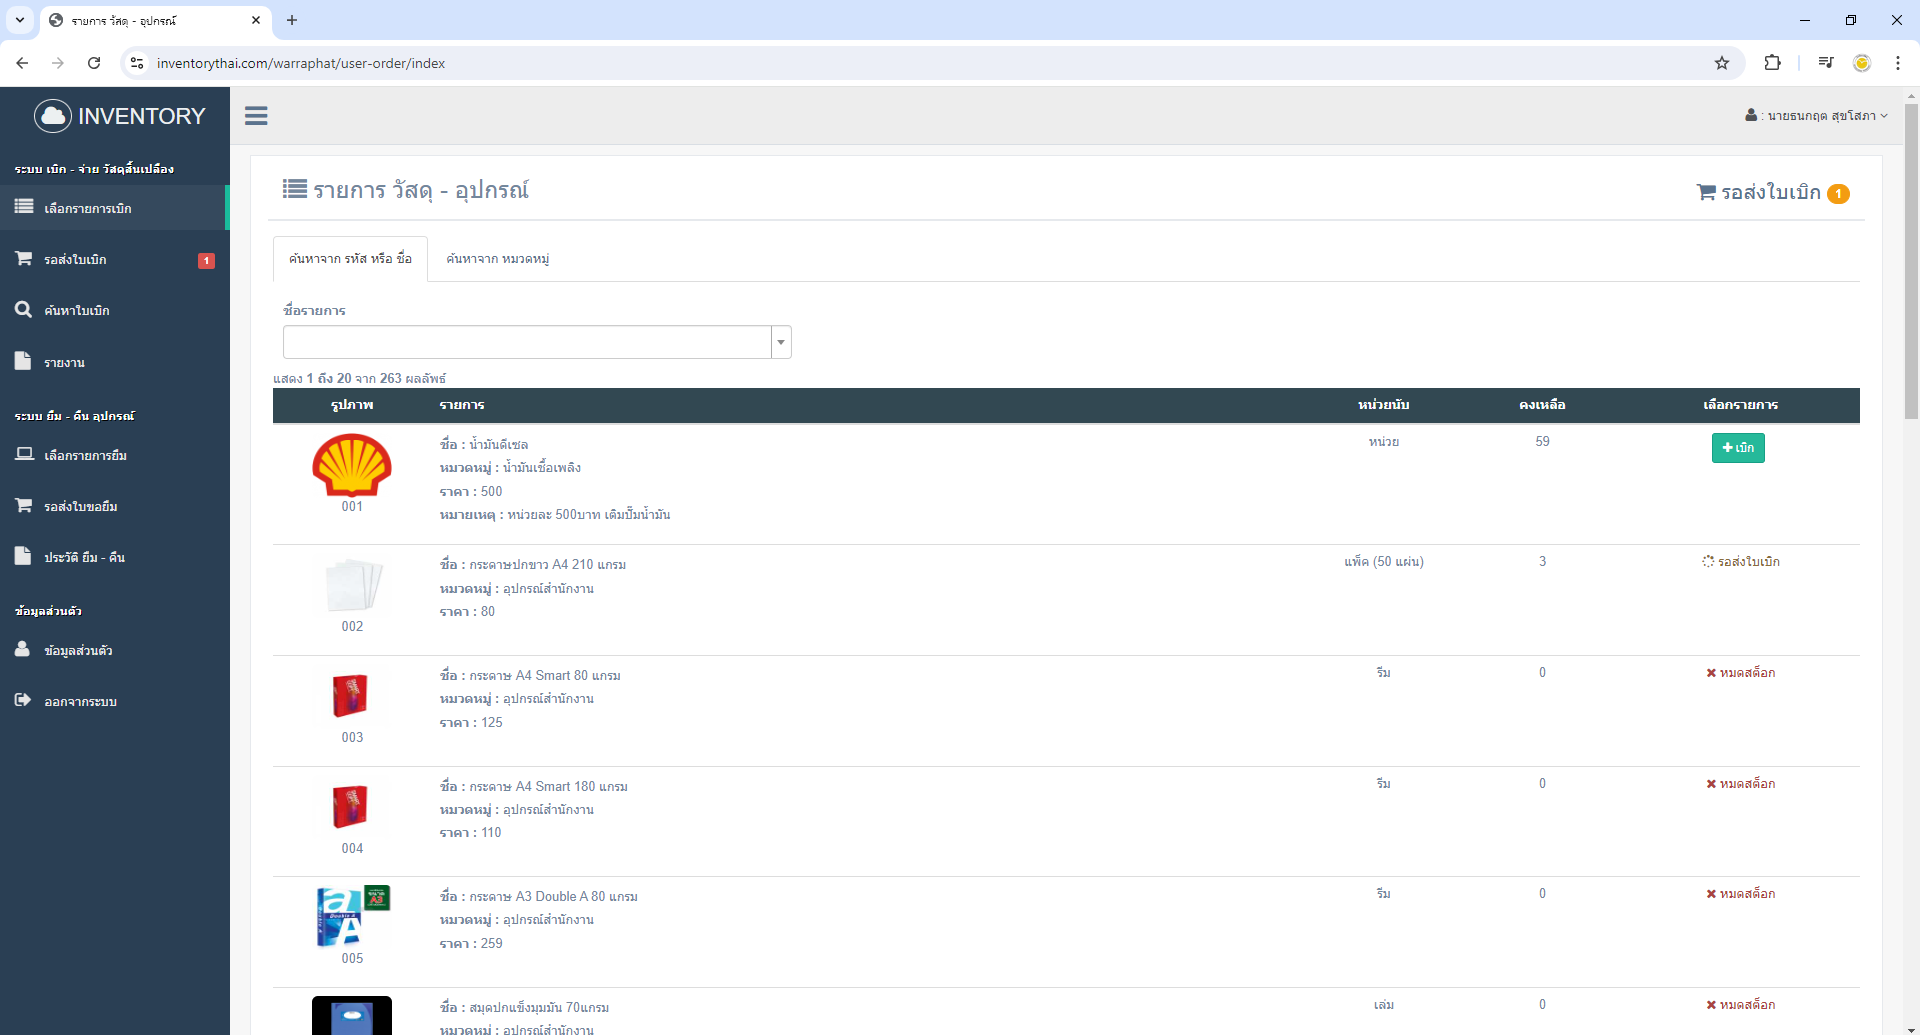 รายการ วัสดุ - อุปกรณ์
inventorythai.com/warraphat/user-order/index
INVENTORY
: นายธนกฤต สุขโสภา
ระบบ เบิก - จ่าย วัสดุสิ้นเปลือง
เลือกรายการเบิก
รอส่งใบเบิก 1
ค้นหาใบเบิก
รายงาน
ระบบ ยืม - คืน อุปกรณ์
เลือกรายการยืม
รอส่งใบขอยืม
ประวัติ ยืม - คืน
ข้อมูลส่วนตัว
ข้อมูลส่วนตัว
ออกจากระบบ
รายการ วัสดุ - อุปกรณ์
รอส่งใบเบิก 1
ค้นหาจาก รหัส หรือ ชื่อ ค้นหาจาก หมวดหมู่
ชื่อรายการ
แสดง 1 ถึง 20 จาก 263 ผลลัพธ์
รูปภาพ รายการ หน่วยนับ คงเหลือ เลือกรายการ
ชื่อ : น้ำมันดีเซล หน่วย 59 เบิก
หมวดหมู่ : น้ำมันเชื้อเพลิง
ราคา : 500
001
หมายเหตุ : หน่วยละ 500บาท เติมปั๊มน้ำมัน
ชื่อ : กระดาษปกขาว A4 210 แกรม แพ็ค (50 แผ่น) 3 รอส่งใบเบิก
หมวดหมู่ : อุปกรณ์สำนักงาน
ราคา : 80
002
ชื่อ : กระดาษ A4 Smart 80 แกรม รีม 0 หมดสต็อก
หมวดหมู่ : อุปกรณ์สำนักงาน
ราคา : 125
003
ชื่อ : กระดาษ A4 Smart 180 แกรม รีม 0 หมดสต็อก
หมวดหมู่ : อุปกรณ์สำนักงาน
ราคา : 110
004
ชื่อ : กระดาษ A3 Double A 80 แกรม รีม 0 หมดสต็อก
A3
Double A
หมวดหมู่ : อุปกรณ์สำนักงาน
ราคา : 259
005
ชื่อ : สมุดปกแข็งมุมมัน 70แกรม เล่ม 0 หมดสต็อก
หมวดหมู่ : อุปกรณ์สำนักงาน